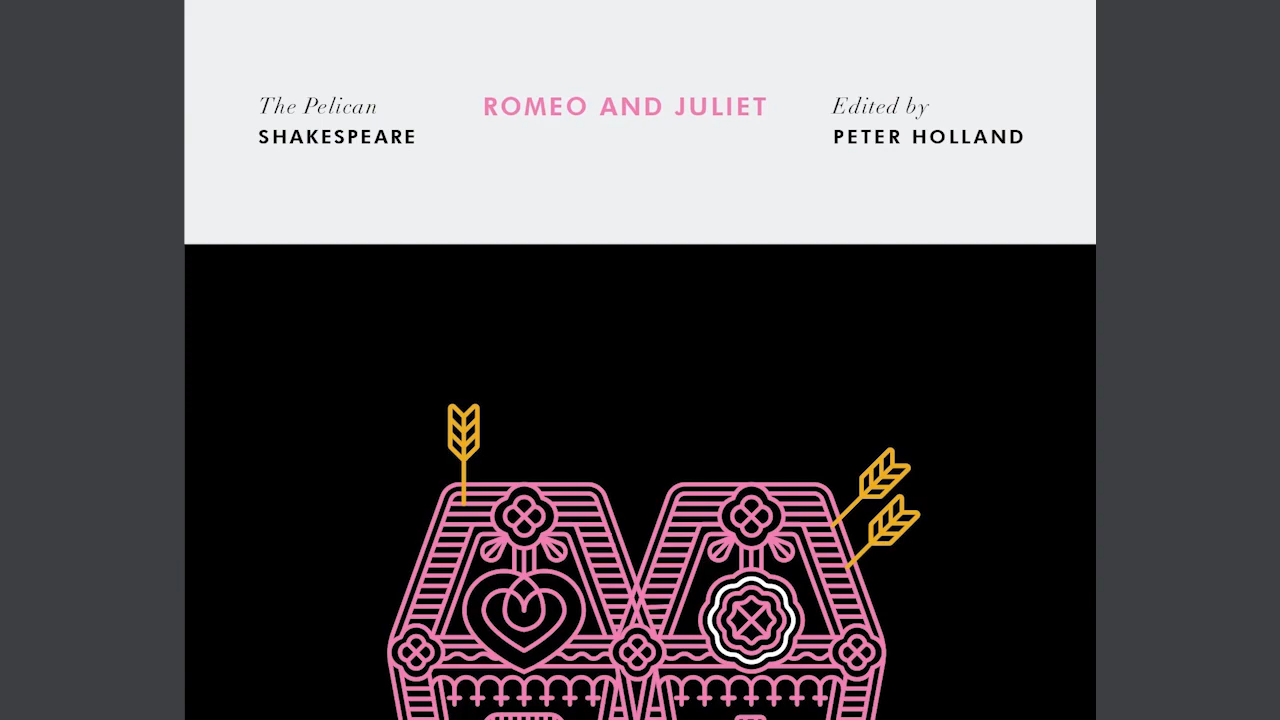 The Pelican
SHAKESPEARE
ROMEO AND JULIET
Edited by
PETER HOLLAND